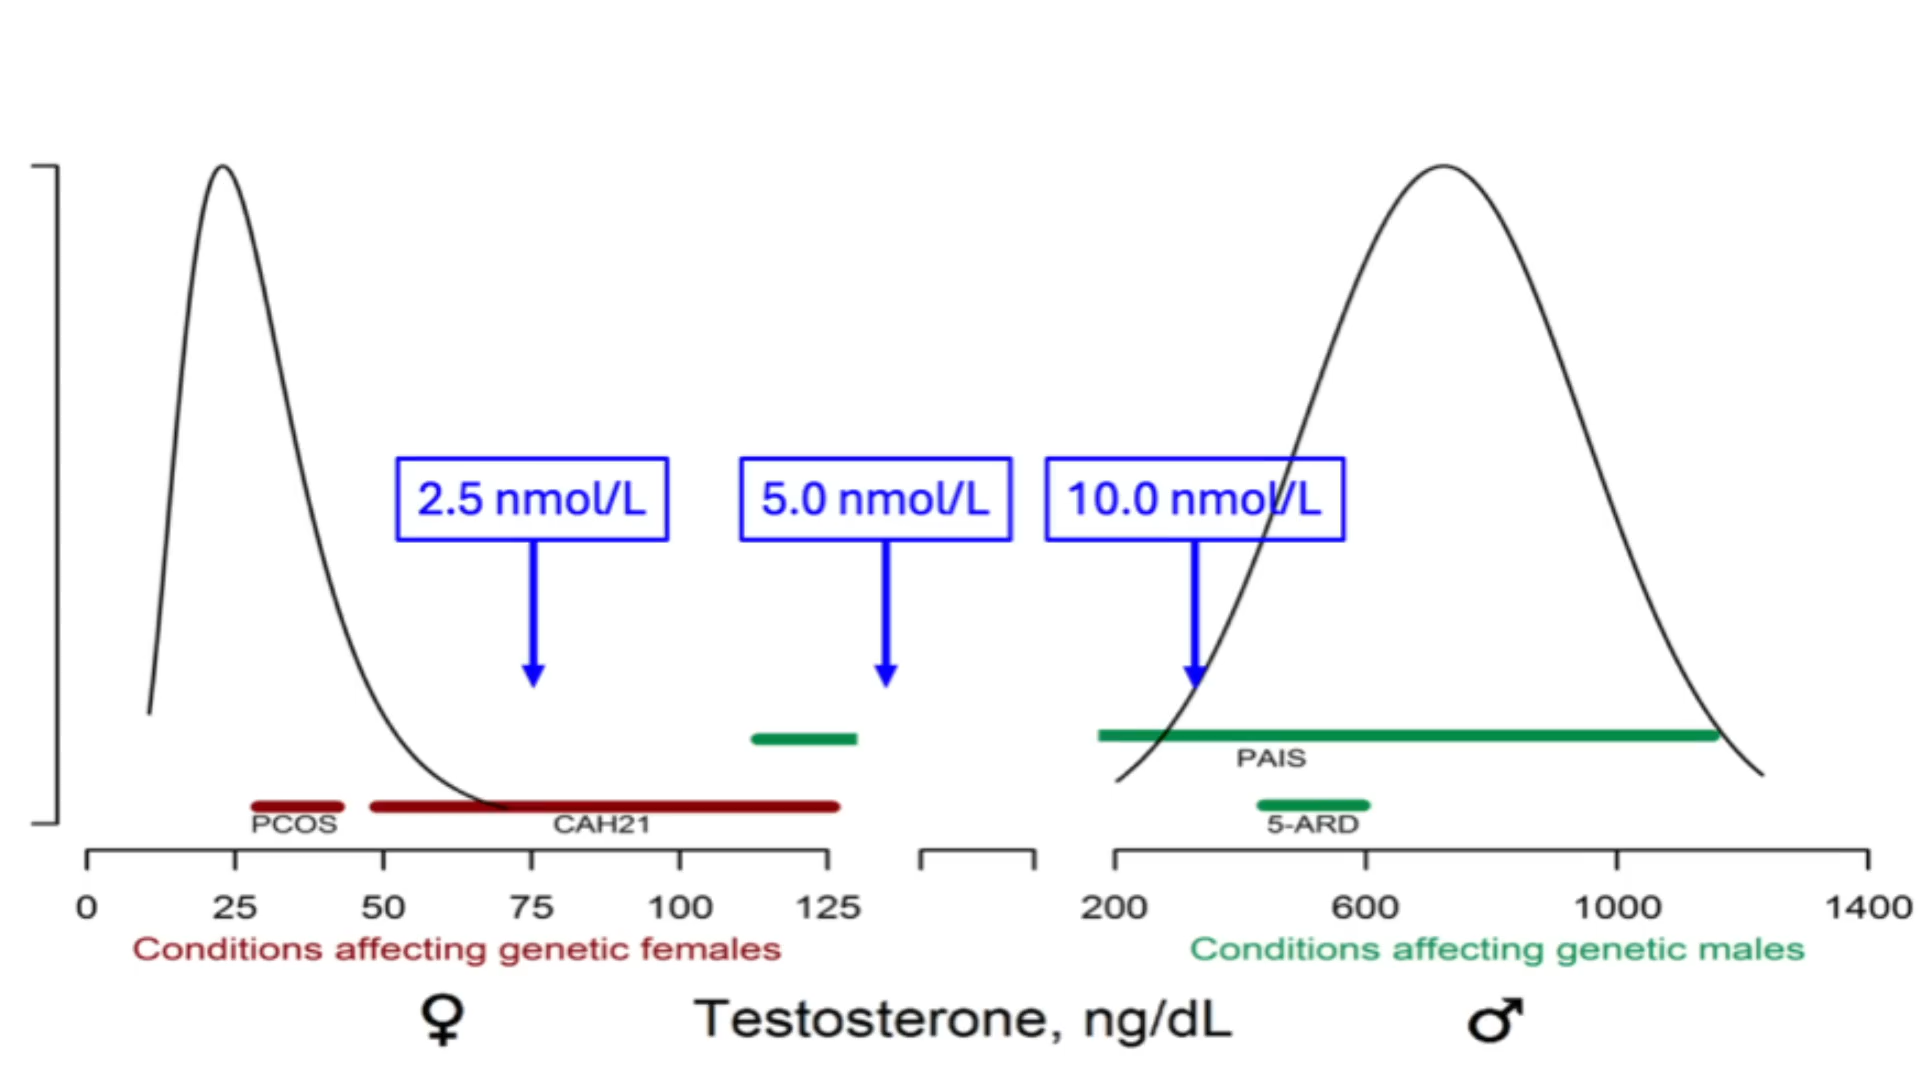 2.5 nmol/L 5.0 nmol/L 10.0 nmol/L
PAIS
PCOS CAH21 5-ARD
0 25 50 75 100 125 200 600 1000 1400
Conditions affecting genetic females Conditions affecting genetic males
♀ Testosterone, ng/dL ♂